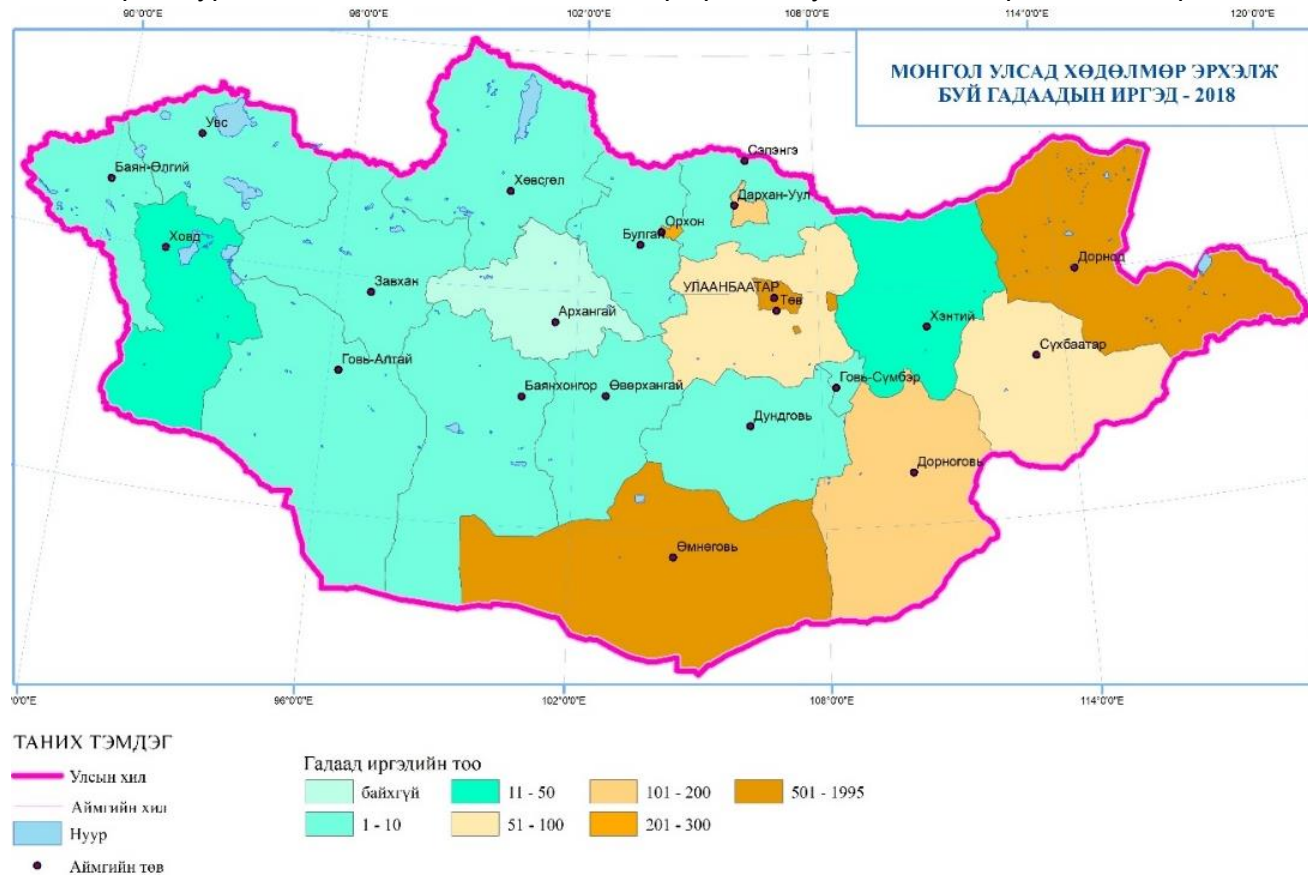 90°0'0"E 96°0'0"E 102°0'0"E 108°0'0"E 114°0'0"E 120°0'0"E
МОНГОЛ УЛСАД ХӨДӨЛМӨР ЭРХЭЛЖ
БУЙ ГАДААДЫН ИРГЭД - 2018
Увс
Баян-Өлгий
Хөвсгөл
Сэлэнгэ
Дархан-Уул
Орхон
Булган
Ховд
Завхан
Архангай
УЛААНБААТАР
Төв
Дорнод
Хэнтий
Сүхбаатар
Говь-Алтай
Баянхонгор
Өвөрхангай
Говь-Сүмбэр
Дундговь
Дорноговь
Өмнөговь
0°0'0"E 96°0'0"E 102°0'0"E 108°0'0"E 114°0'0"E
ТАНИХ ТЭМДЭГ
Улсын хил
Аймгийн хил
Нуур
Аймгийн төв
Гадаад иргэдийн тоо
байхгүй 11 - 50 101 - 200 501 - 1995
1 - 10 51 - 100 201 - 300